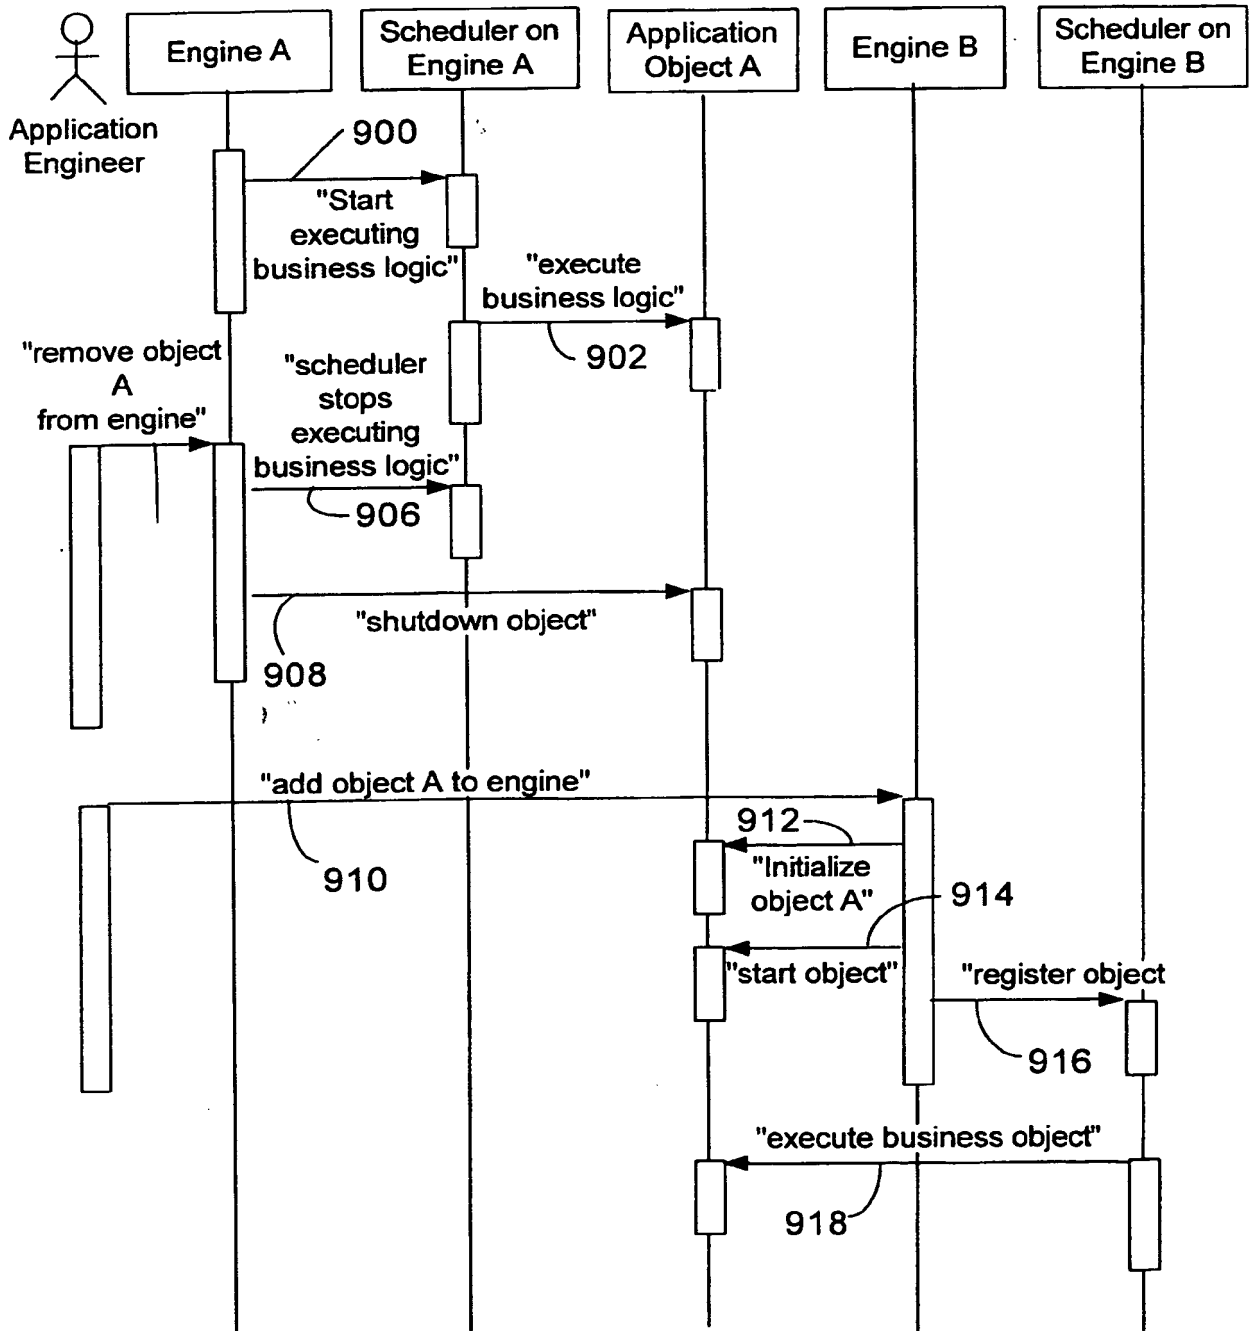 Engine A
Scheduler on
Engine A
Application
Object A
Engine B
Scheduler on
Engine B
Application
Engineer
900
"Start
executing
business logic"
"execute
business logic"
902
"remove object
A
from engine"
"scheduler
stops
executing
business logic"
906
"shutdown object"
908
"add object A to engine"
910
912
"Initialize
object A"
914
"start object"
"register object
916
"execute business object"
918